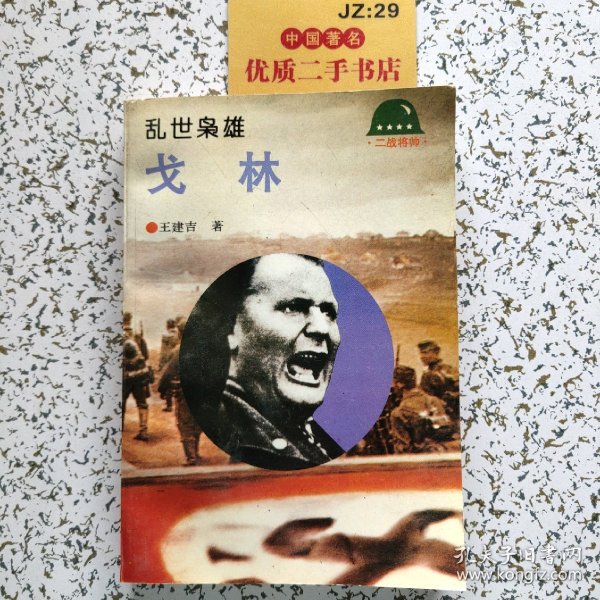 JZ:29
中国著名
优质二手书店
乱世枭雄
·二战将帅·
戈林
王建吉 著
孔夫子旧书网
www.kongfz.com